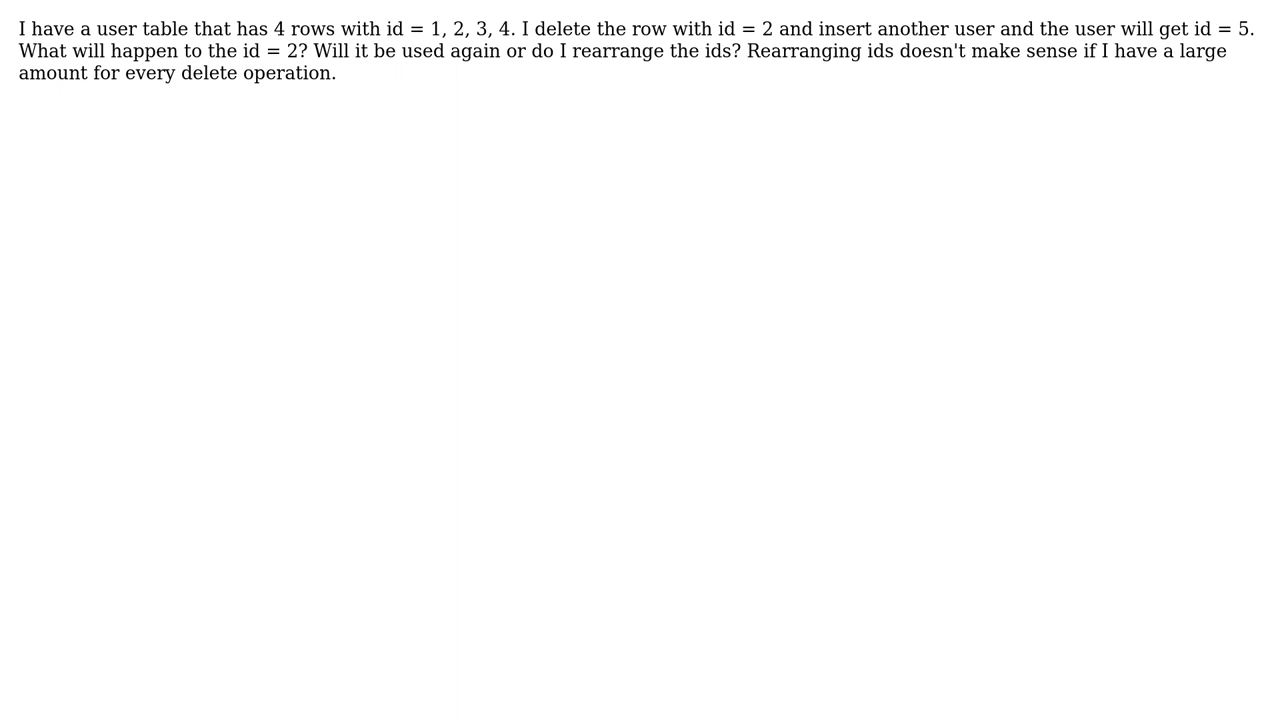 I have a user table that has 4 rows with id = 1, 2, 3, 4. I delete the row with id = 2 and insert another user and the user will get id = 5.
What will happen to the id = 2? Will it be used again or do I rearrange the ids? Rearranging ids doesn't make sense if I have a large
amount for every delete operation.